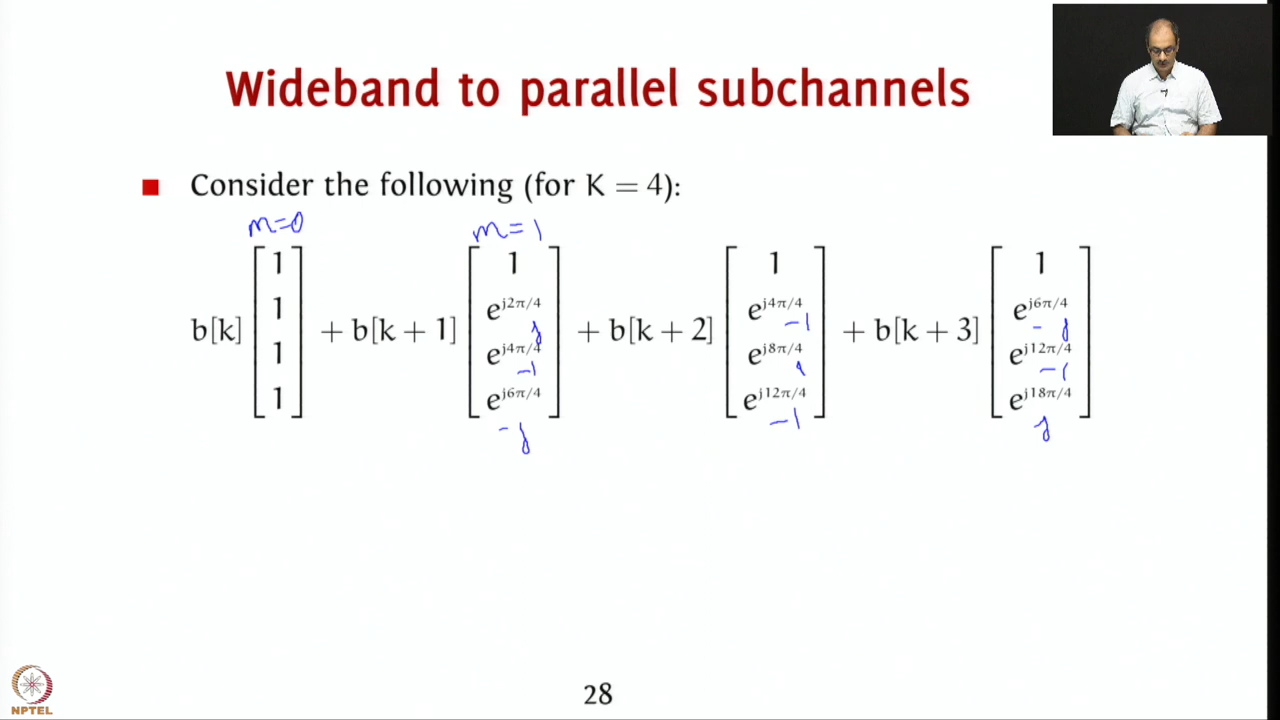 Wideband to parallel subchannels
Consider the following (for K = 4):
m=0 m=1
b[k] [1 1 1 1] + b[k + 1] [1 e^{j2π/4} e^{j4π/4} e^{j6π/4}] + b[k + 2] [1 e^{j4π/4} e^{j8π/4} e^{j12π/4}] + b[k + 3] [1 e^{j6π/4} e^{j12π/4} e^{j18π/4}]
j -1 -j
-1 1 -1
-j -1 j
NPTEL
28